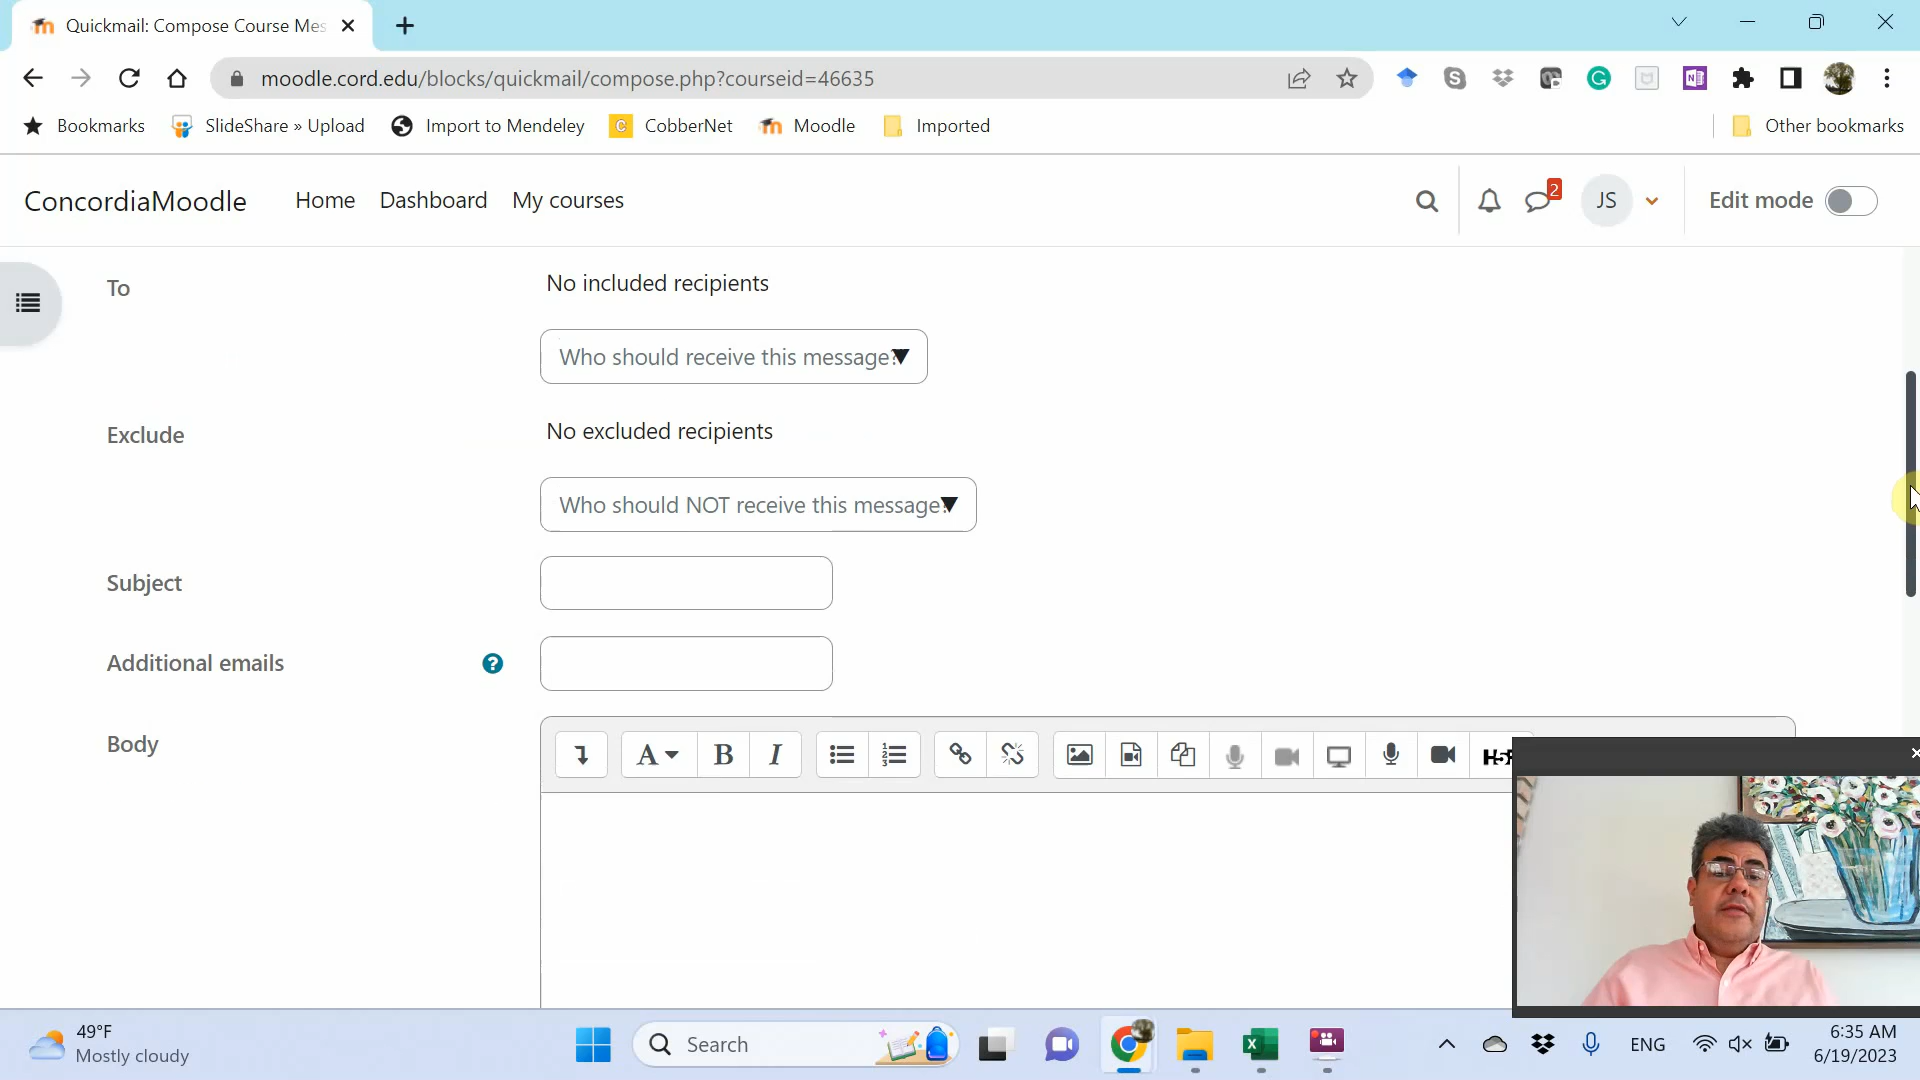 Quickmail: Compose Course Mes
moodle.cord.edu/blocks/quickmail/compose.php?courseid=46635
Bookmarks
SlideShare » Upload
Import to Mendeley
CobberNet
Moodle
Imported
Other bookmarks
ConcordiaMoodle
Home
Dashboard
My courses
2
JS
Edit mode
To
No included recipients
Who should receive this message?
Exclude
No excluded recipients
Who should NOT receive this message?
Subject
Additional emails
?
Body
A
B
I
H-P
49°F
Mostly cloudy
Search
ENG
6:35 AM
6/19/2023